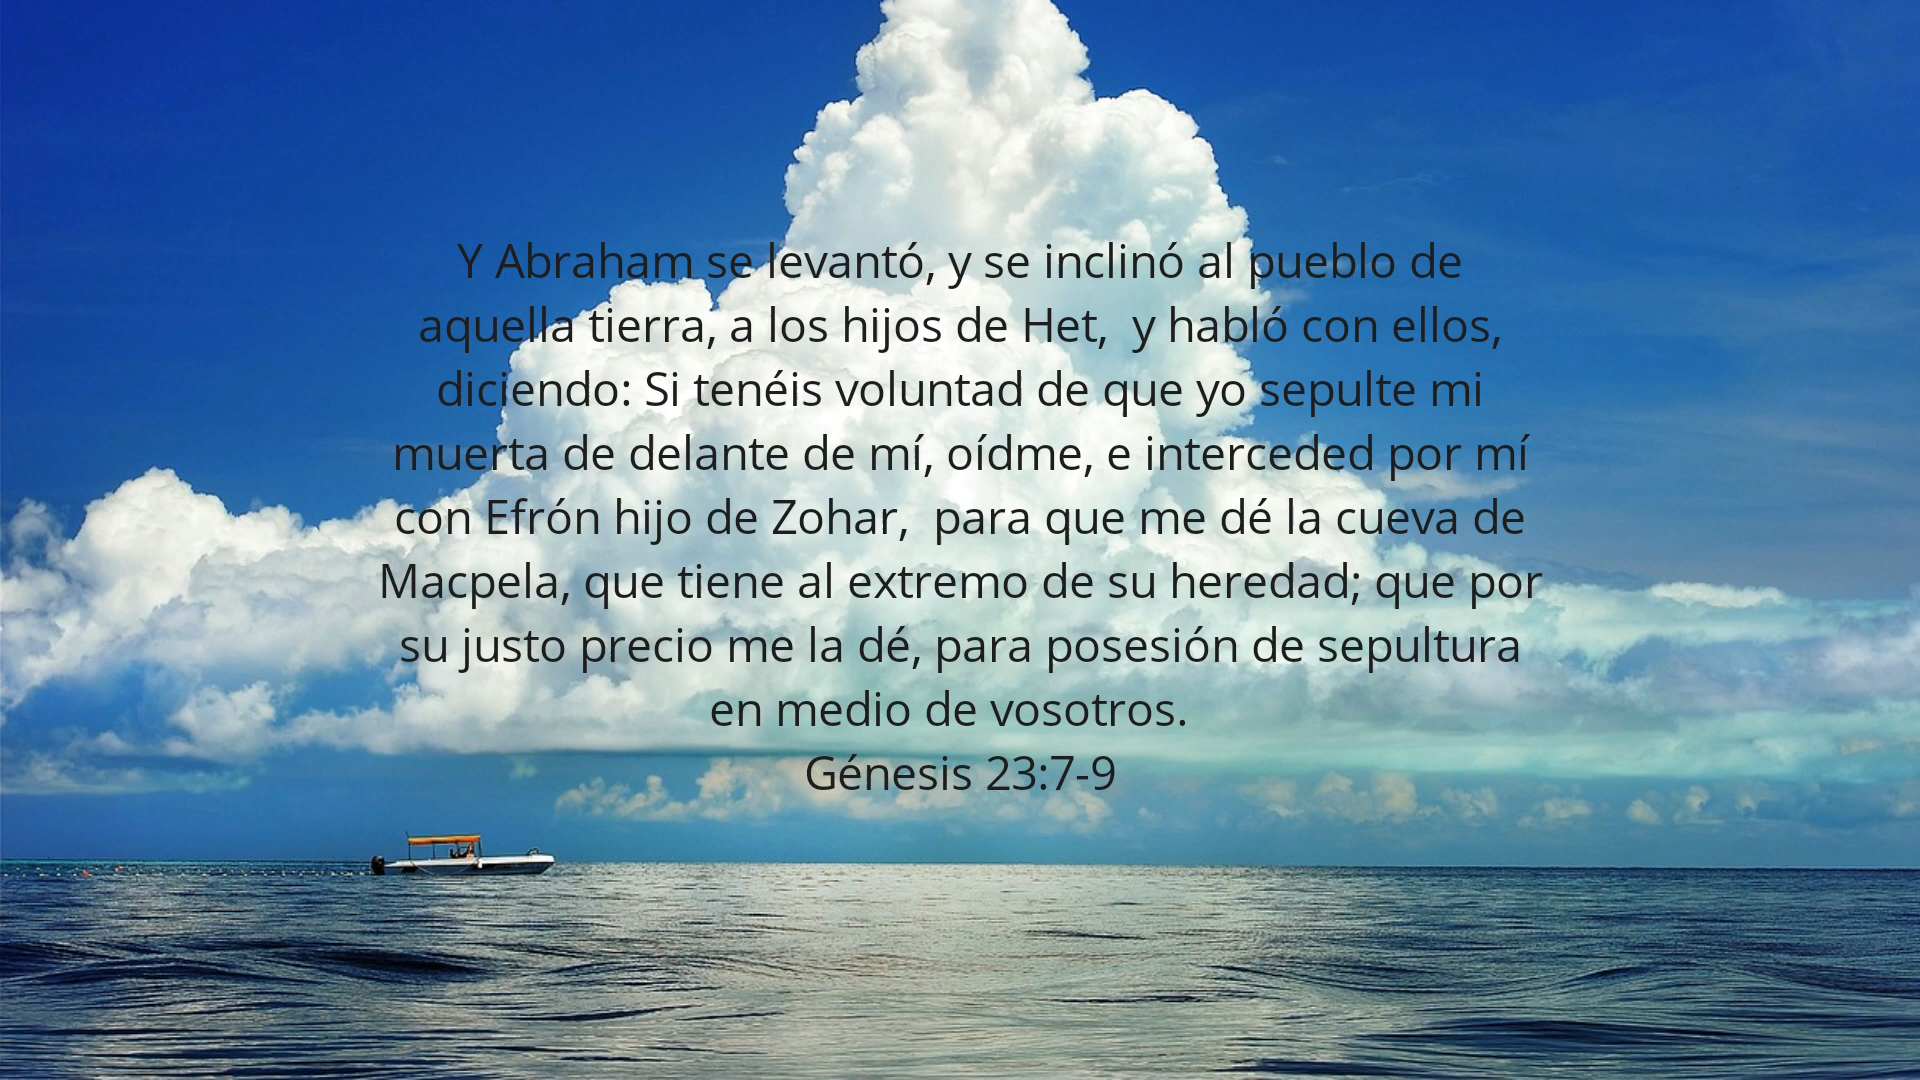 Y Abraham se levantó, y se inclinó al pueblo de
aquella tierra, a los hijos de Het,  y habló con ellos,
diciendo: Si tenéis voluntad de que yo sepulte mi
muerta de delante de mí, oídme, e interceded por mí
con Efrón hijo de Zohar,  para que me dé la cueva de
Macpela, que tiene al extremo de su heredad; que por
su justo precio me la dé, para posesión de sepultura
en medio de vosotros.
Génesis 23:7-9